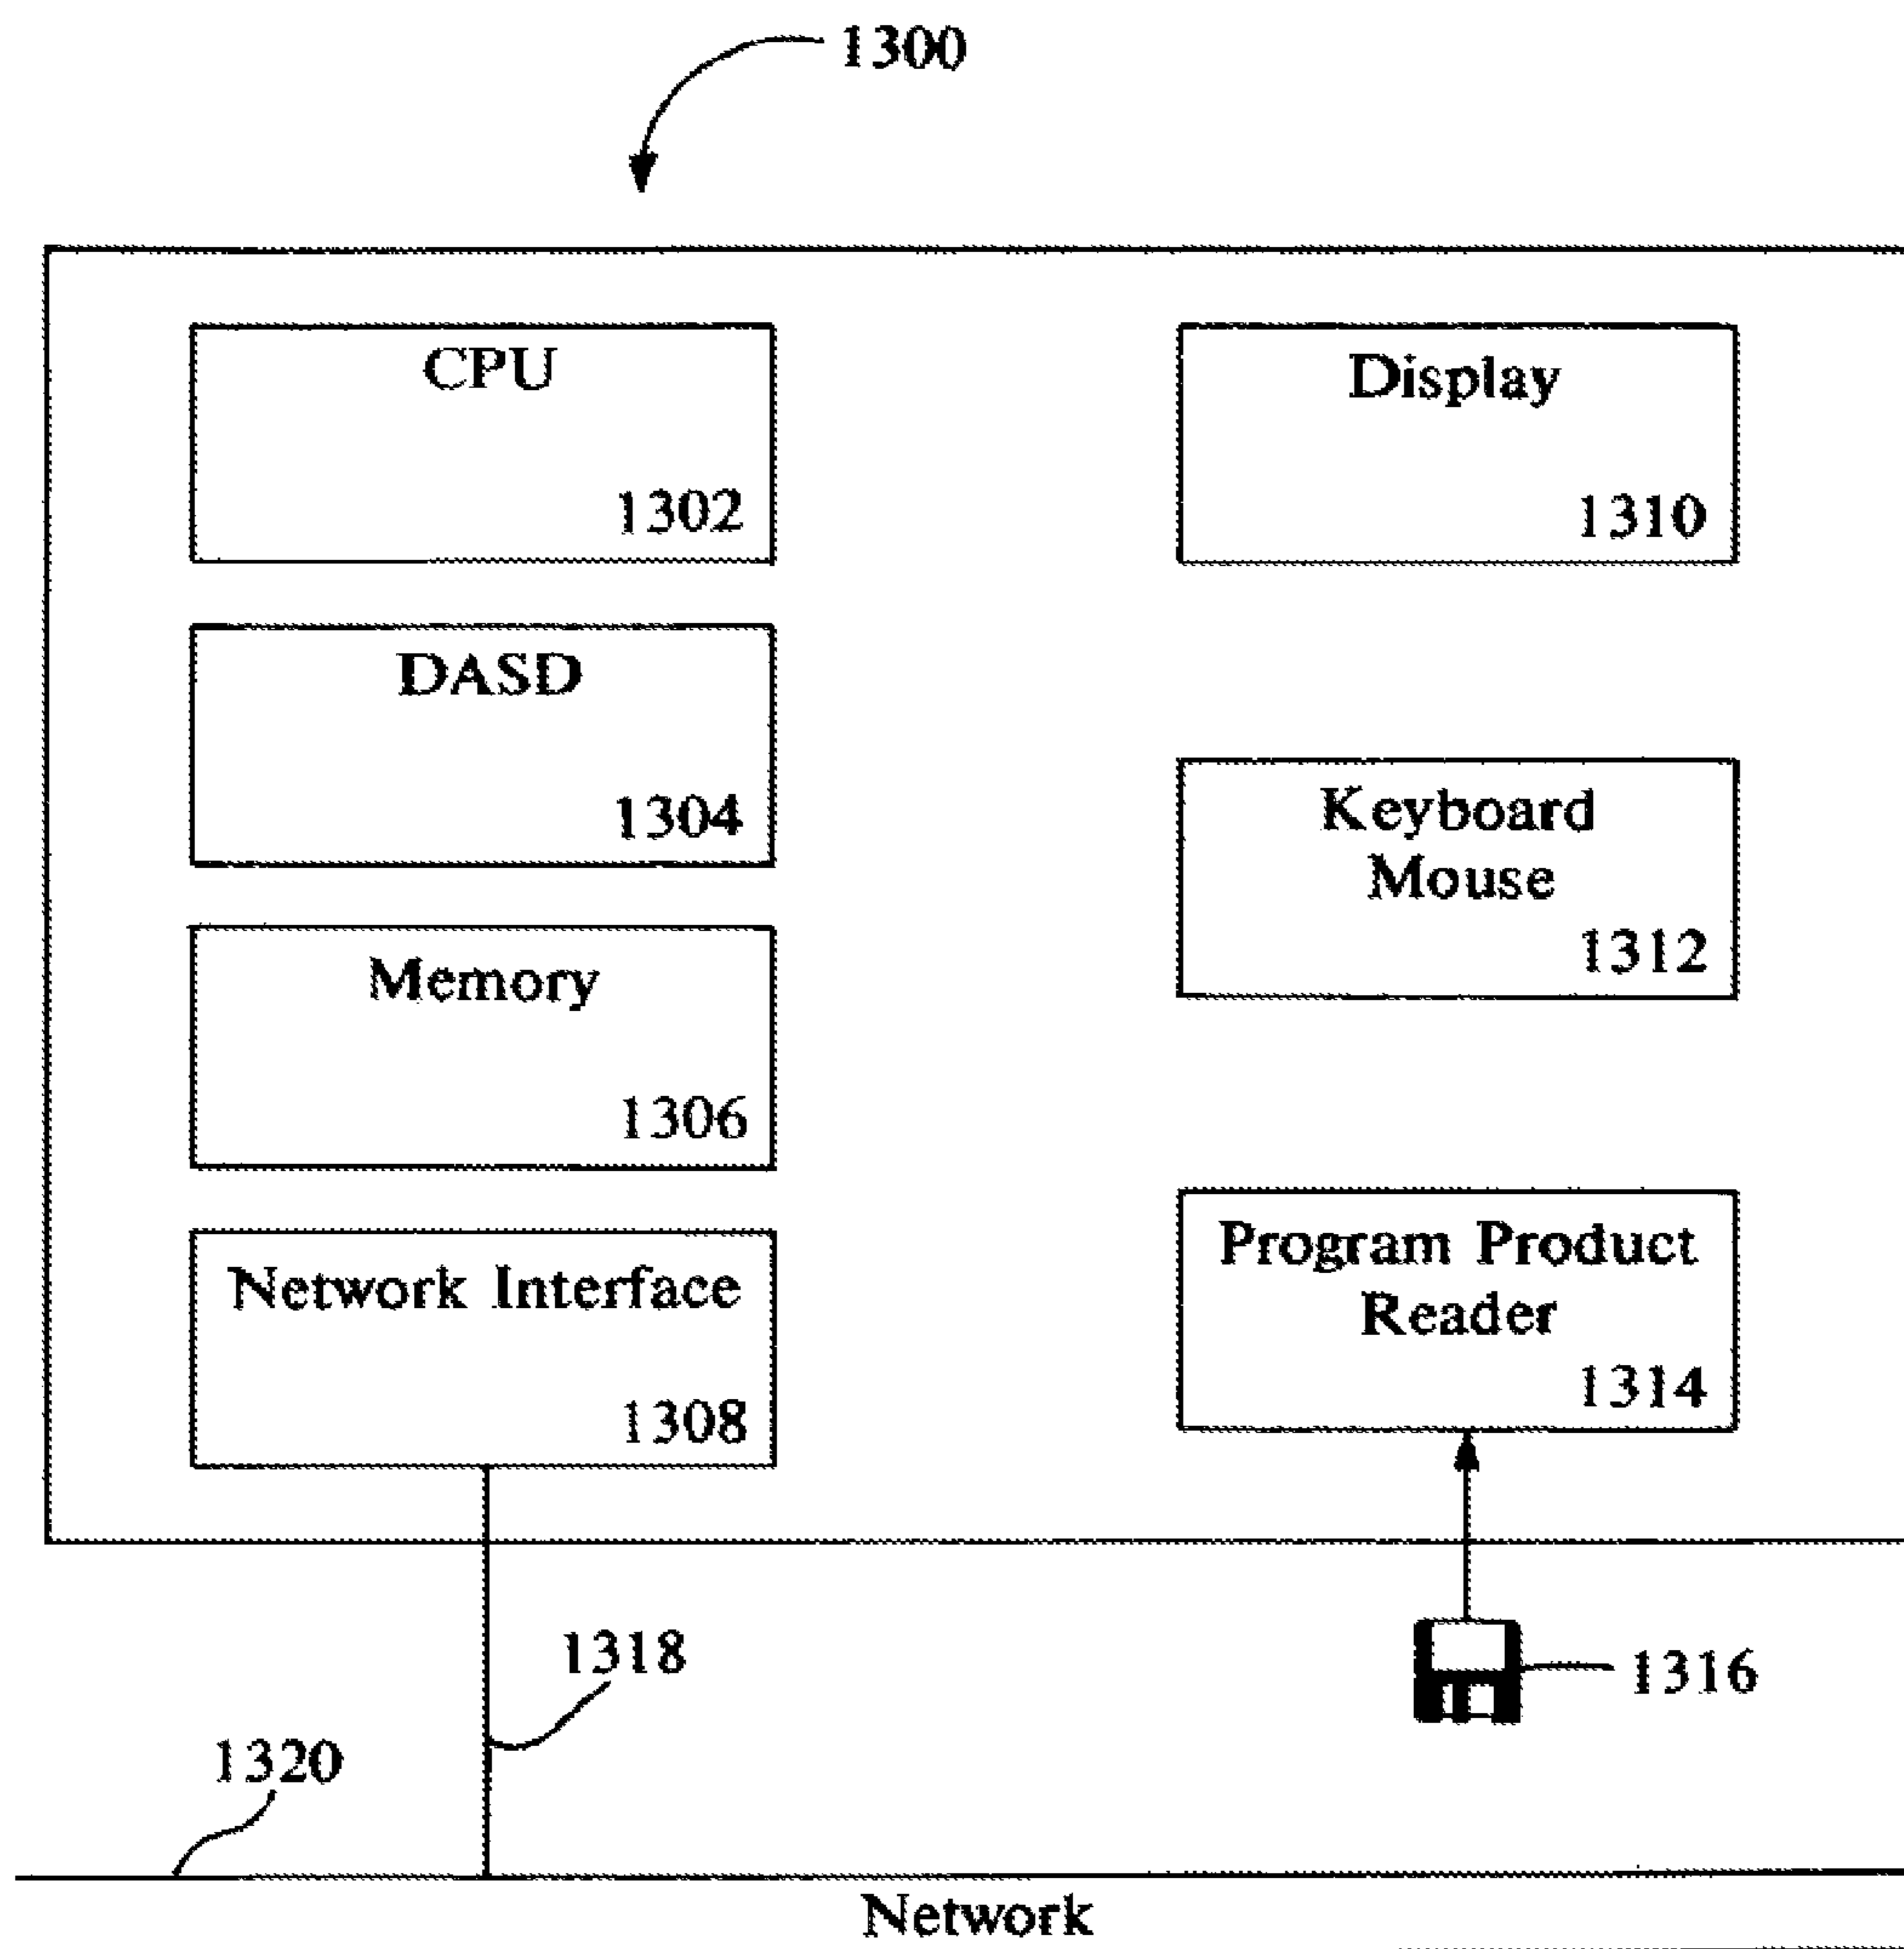 1300
CPU
1302
Display
1310
DASD
1304
Keyboard
Mouse
1312
Memory
1306
Network Interface
1308
Program Product
Reader
1314
1318
1316
1320
Network